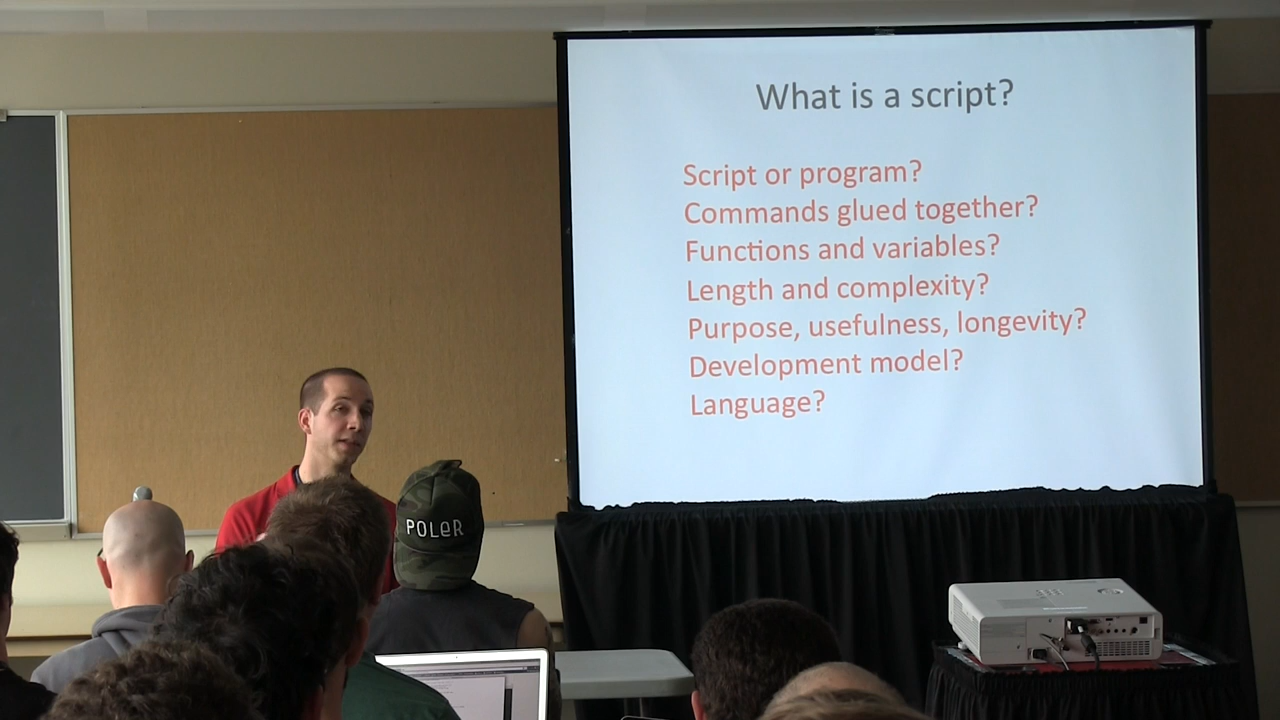 What is a script?
Script or program?
Commands glued together?
Functions and variables?
Length and complexity?
Purpose, usefulness, longevity?
Development model?
Language?
POLeR